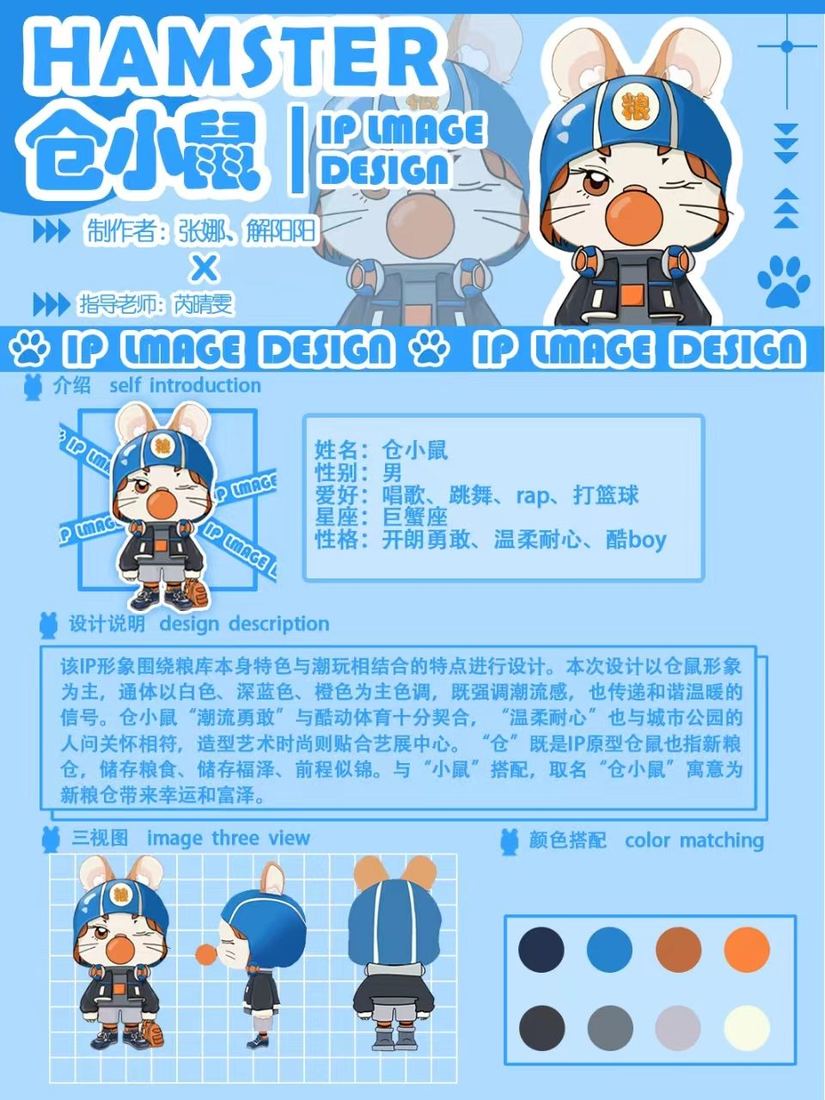 HAMSTER
仓小鼠
IP LMAGE
DESIGN
粮
制作者：张娜、解阳阳
X
指导老师：芮晴雯
IP LMAGE DESIGN IP LMAGE DESIGN
介绍 self introduction
粮
IP LMAGE
P LMAGE
IP LMAGE
IP LMAGE D
姓名：仓小鼠
性别：男
爱好：唱歌、跳舞、rap、打篮球
星座：巨蟹座
性格：开朗勇敢、温柔耐心、酷boy
设计说明 design description
该IP形象围绕粮库本身特色与潮玩相结合的特点进行设计。本次设计以仓鼠形象
为主，通体以白色、深蓝色、橙色为主色调，既强调潮流感，也传递和谐温暖的
信号。仓小鼠“潮流勇敢”与酷动体育十分契合，“温柔耐心”也与城市公园的
人问关怀相符，造型艺术时尚则贴合艺展中心。“仓”既是IP原型仓鼠也指新粮
仓，储存粮食、储存福泽、前程似锦。与“小鼠”搭配，取名“仓小鼠”寓意为
新粮仓带来幸运和富泽。
三视图 image three view
颜色搭配 color matching
粮